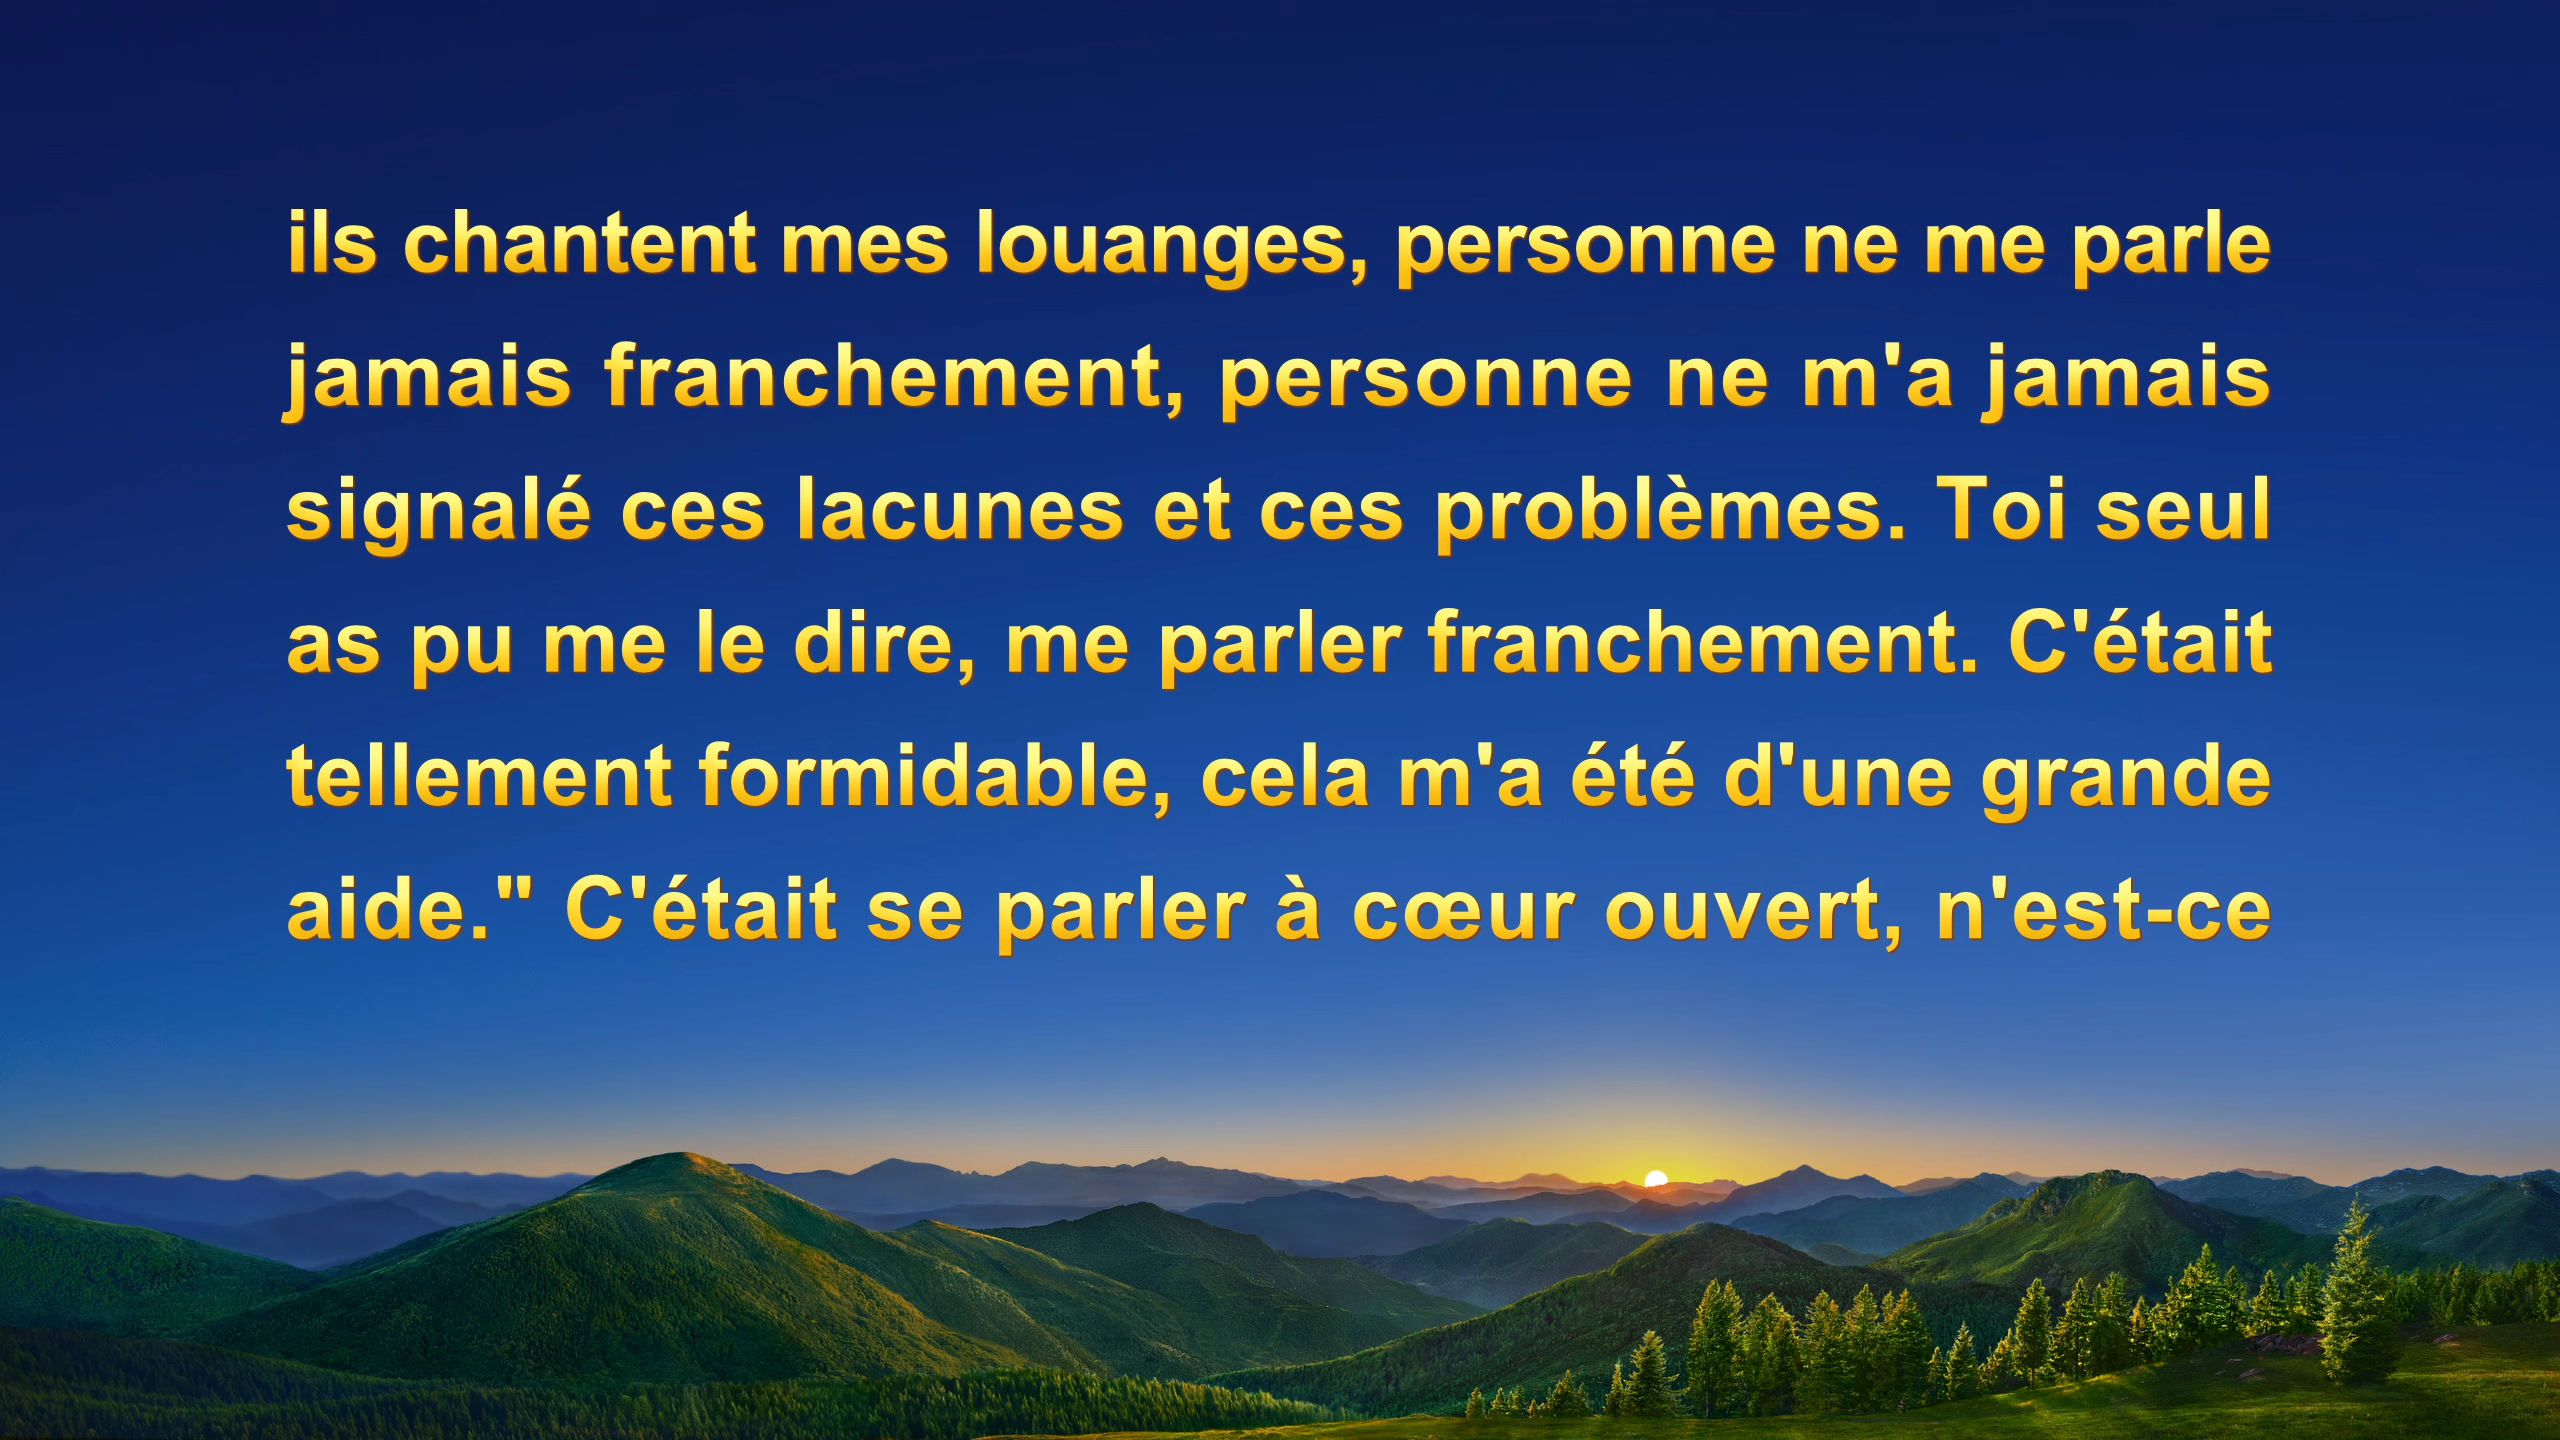 ils chantent mes louanges, personne ne me parle
jamais franchement, personne ne m'a jamais
signalé ces lacunes et ces problèmes. Toi seul
as pu me le dire, me parler franchement. C'était
tellement formidable, cela m'a été d'une grande
aide." C'était se parler à cœur ouvert, n'est-ce